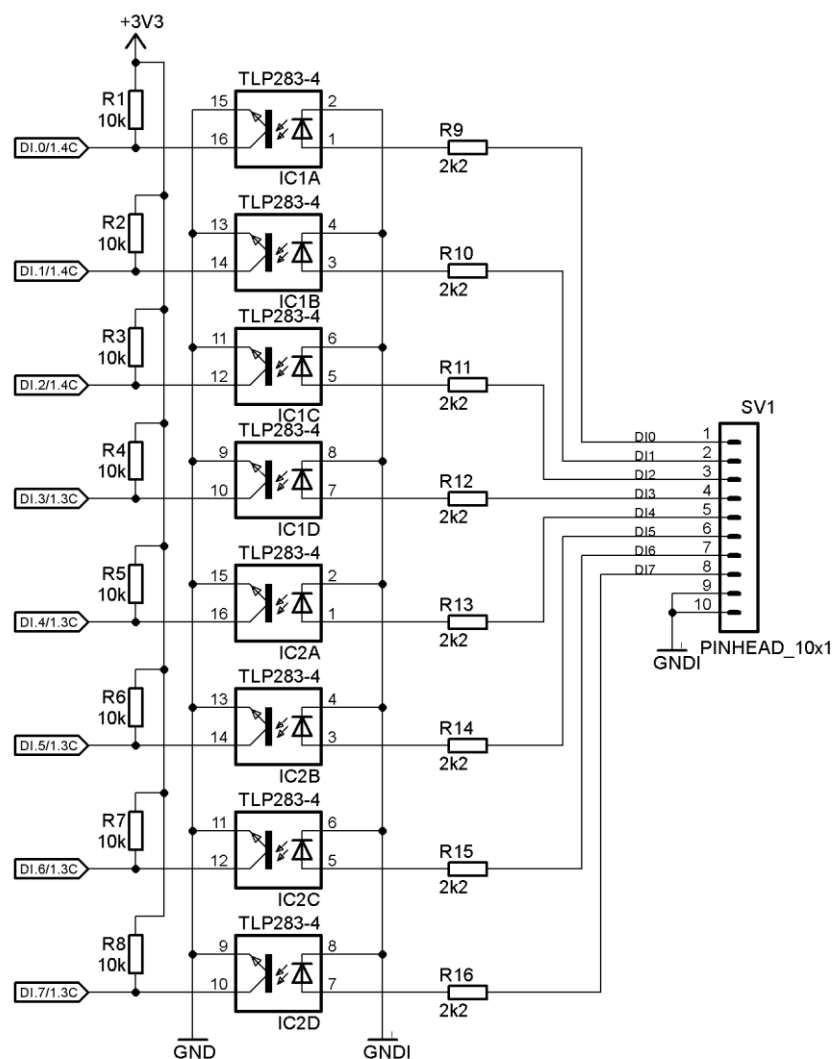 +3V3
TLP283-4
R1
10k
15
2
16
1
R9
2k2
DI.0/1.4C
IC1A
TLP283-4
R2
10k
13
4
14
3
R10
2k2
DI.1/1.4C
IC1B
TLP283-4
R3
10k
11
6
12
5
R11
2k2
DI.2/1.4C
IC1C
TLP283-4
R4
10k
9
8
10
7
R12
2k2
DI.3/1.3C
IC1D
TLP283-4
R5
10k
15
2
16
1
R13
2k2
DI.4/1.3C
IC2A
TLP283-4
R6
10k
13
4
14
3
R14
2k2
DI.5/1.3C
IC2B
TLP283-4
R7
10k
11
6
12
5
R15
2k2
DI.6/1.3C
IC2C
TLP283-4
R8
10k
9
8
10
7
R16
2k2
DI.7/1.3C
IC2D
GND
GNDI
SV1
DI0 1
DI1 2
DI2 3
DI3 4
DI4 5
DI5 6
DI6 7
DI7 8
9
10
GNDI
PINHEAD_10x1